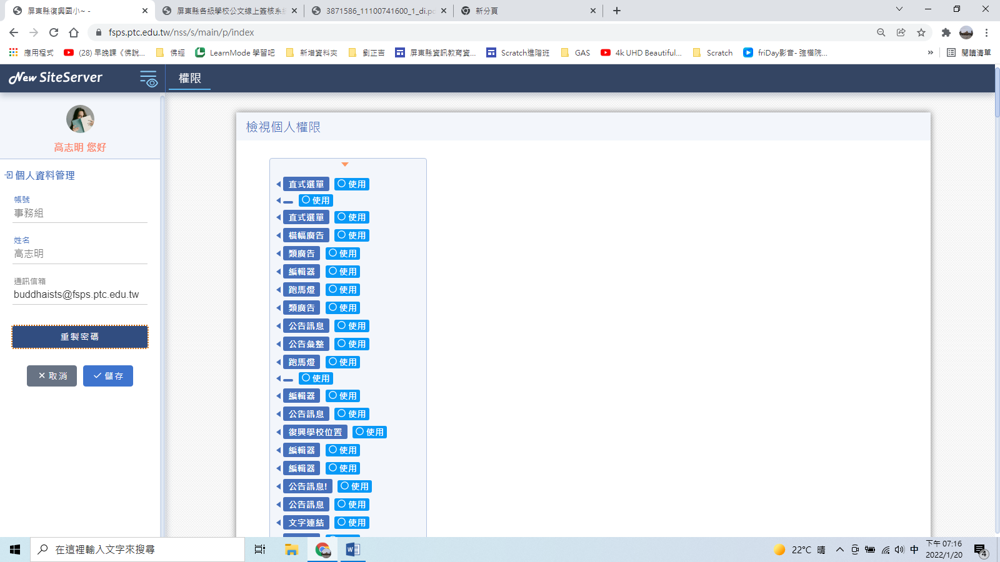 屏東縣復興國小~ -
屏東縣各級學校公文線上簽核系統
3871586_11100741600_1_di.pd
新分頁
fsps.ptc.edu.tw/nss/s/main/p/index
應用程式
(28) 早晚課《佛說...
佛經
LearnMode 學習吧
新增資料夾
劉正吉
屏東縣資訊教育資...
Scratch進階班
GAS
4k UHD Beautiful...
Scratch
friDay影音- 強檔院...
»
閱讀清單
New SiteServer
權限
高志明 您好
個人資料管理
帳號
事務組
姓名
高志明
通訊信箱
buddhaists@fsps.ptc.edu.tw
重製密碼
取消
儲存
檢視個人權限
直式選單 使用
使用
直式選單 使用
橫幅廣告 使用
類廣告 使用
編輯器 使用
跑馬燈 使用
類廣告 使用
公告訊息 使用
公告彙整 使用
跑馬燈 使用
使用
編輯器 使用
公告訊息 使用
復興學校位置 使用
編輯器 使用
編輯器 使用
公告訊息! 使用
公告訊息 使用
文字連結 使用
在這裡輸入文字來搜尋
22°C 晴
中
下午 07:16
2022/1/20
4